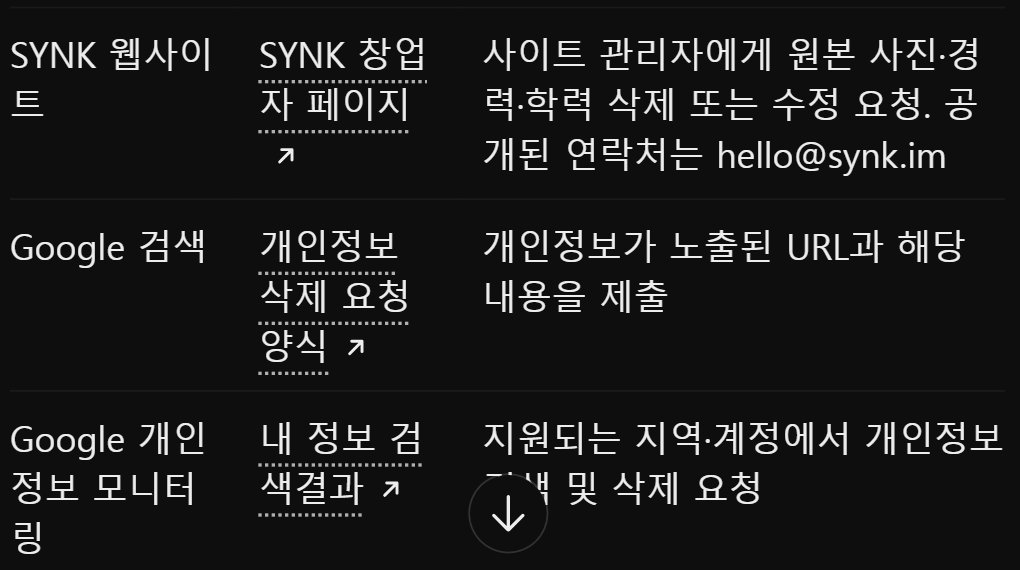 SYNK 웹사이트
SYNK 창업자 페이지 ↗
사이트 관리자에게 원본 사진·경력·학력 삭제 또는 수정 요청. 공개된 연락처는 hello@synk.im
Google 검색
개인정보 삭제 요청 양식 ↗
개인정보가 노출된 URL과 해당 내용을 제출
Google 개인정보 모니터링
내 정보 검색결과 ↗
지원되는 지역·계정에서 개인정보 및 삭제 요청